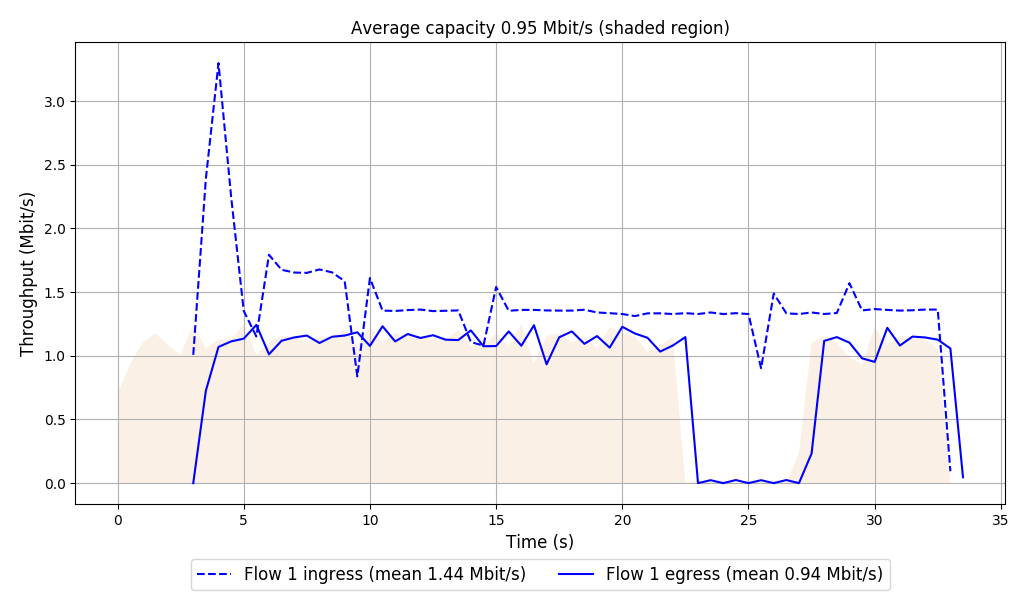 Average capacity 0.95 Mbit/s (shaded region)
Throughput (Mbit/s)
3.0
2.5
2.0
1.5
1.0
0.5
0.0
0 5 10 15 20 25 30 35
Time (s)
Flow 1 ingress (mean 1.44 Mbit/s) Flow 1 egress (mean 0.94 Mbit/s)